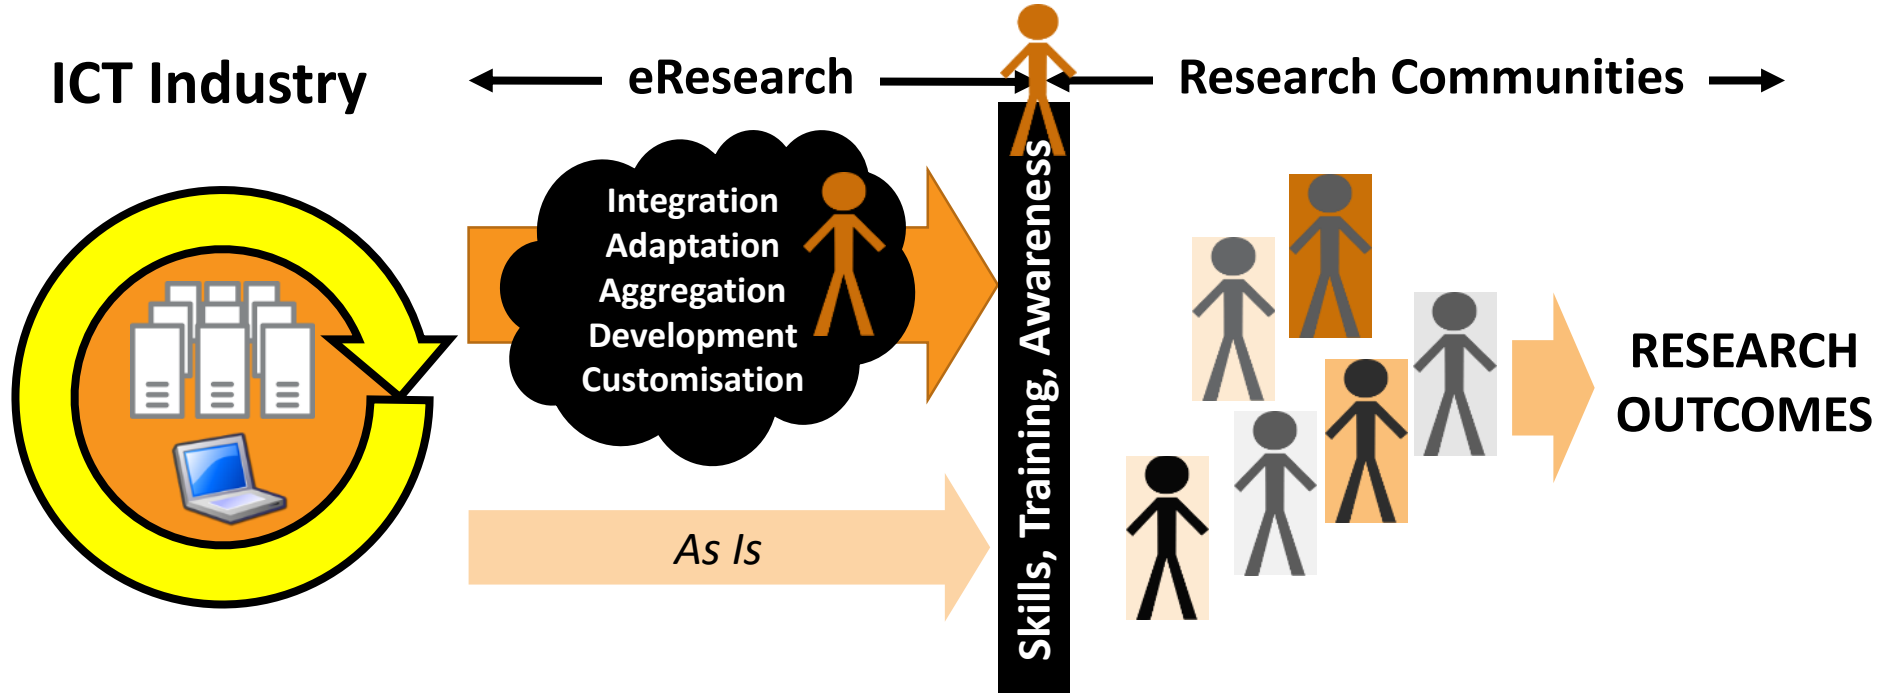 ICT Industry
eResearch
Research Communities
Integration
Adaptation
Aggregation
Development
Customisation
As Is
Skills, Training, Awareness
RESEARCH
OUTCOMES